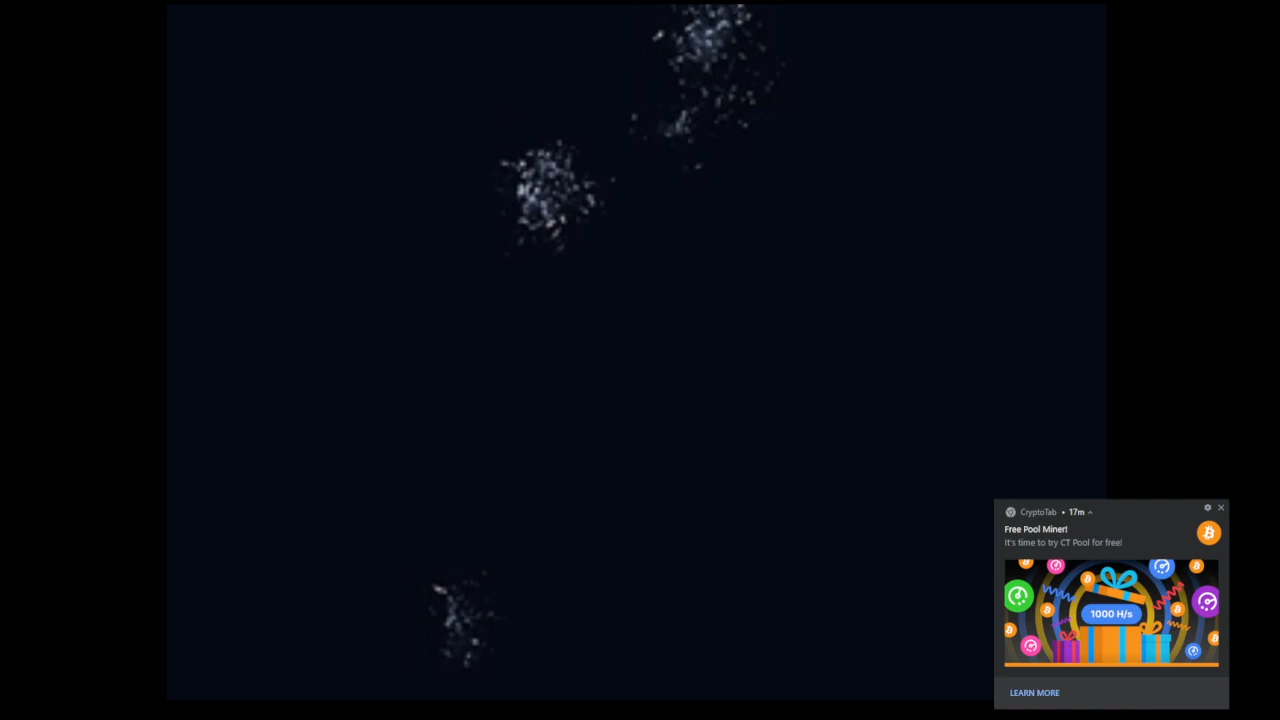 CryptoTab • 17m
Free Pool Miner!
It's time to try CT Pool for free!
1000 H/s
LEARN MORE